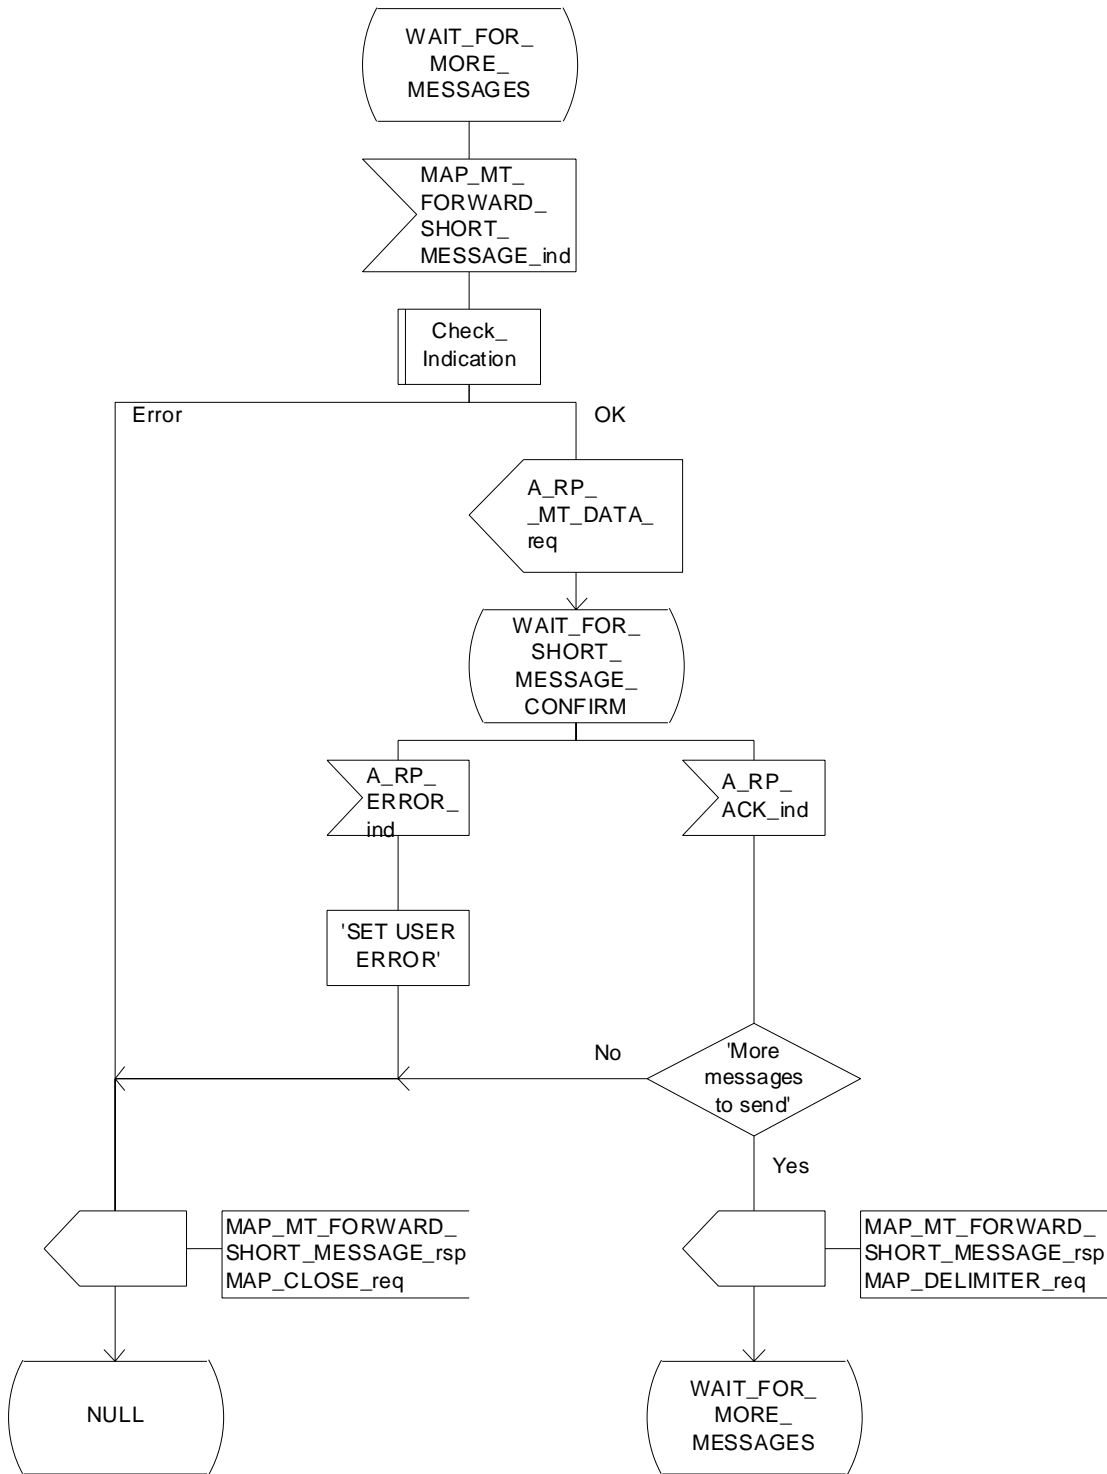 WAIT_FOR_
MORE_
MESSAGES
MAP_MT_
FORWARD_
SHORT_
MESSAGE_ind
Check_
Indication
Error
OK
A_RP_
_MT_DATA_
req
WAIT_FOR_
SHORT_
MESSAGE_
CONFIRM
A_RP_
ERROR_
ind
A_RP_
ACK_ind
'SET USER
ERROR'
No
'More
messages
to send'
Yes
MAP_MT_FORWARD_
SHORT_MESSAGE_rsp
MAP_CLOSE_req
MAP_MT_FORWARD_
SHORT_MESSAGE_rsp
MAP_DELIMITER_req
NULL
WAIT_FOR_
MORE_
MESSAGES